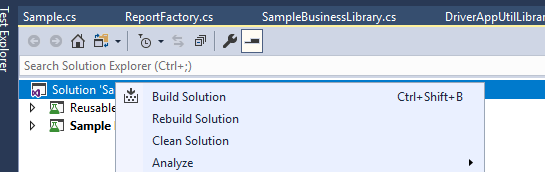 Test Explorer
Sample.cs ReportFactory.cs SampleBusinessLibrary.cs DriverAppUtilLibrar
Search Solution Explorer (Ctrl+;)
Solution 'Sa
Build Solution Ctrl+Shift+B
Reusable
Rebuild Solution
Sample
Clean Solution
Analyze